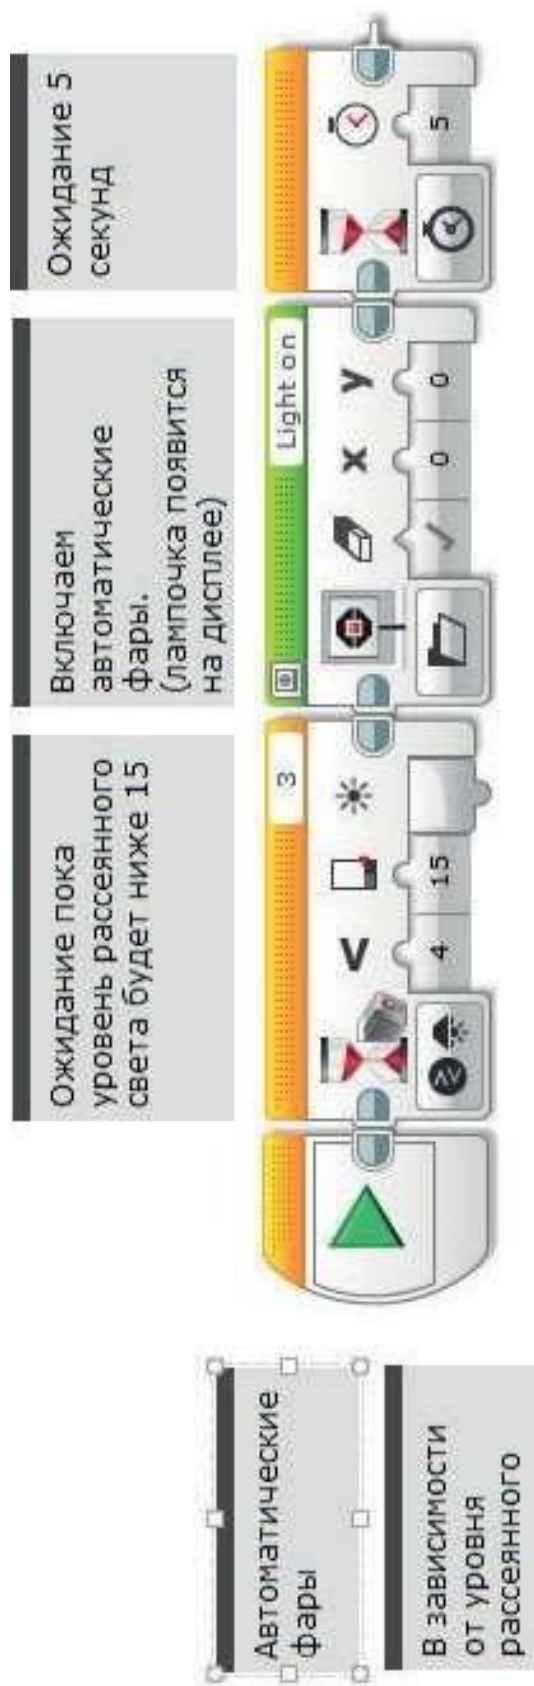 Автоматические
фары
В зависимости
от уровня
рассеянного
Ожидание пока
уровень рассеянного
света будет ниже 15
Включаем
автоматические
фары.
(лампочка появится
на дисплее)
Ожидание 5
секунд
3
<
4
15
Light on
x
y
0
0
5